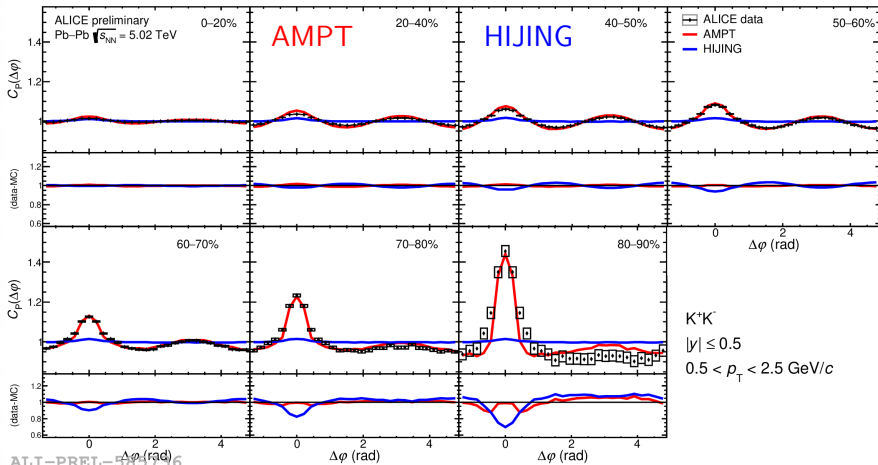 ALICE preliminary
Pb−Pb √sNN = 5.02 TeV
0−20%
AMPT
20−40%
HIJING
40−50%
ALICE data
AMPT
HIJING
50−60%
CP(Δφ)
1.4
1.2
1
(data-MC)
1.2
1
0.8
0.6
0 2 4
Δφ (rad)
60−70%
70−80%
80−90%
CP(Δφ)
1.4
1.2
1
K+K-
|y| ≤ 0.5
0.5 < pT < 2.5 GeV/c
(data-MC)
1.2
1
0.8
0.6
0 2 4
0 2 4
0 2 4
Δφ (rad)
Δφ (rad)
Δφ (rad)